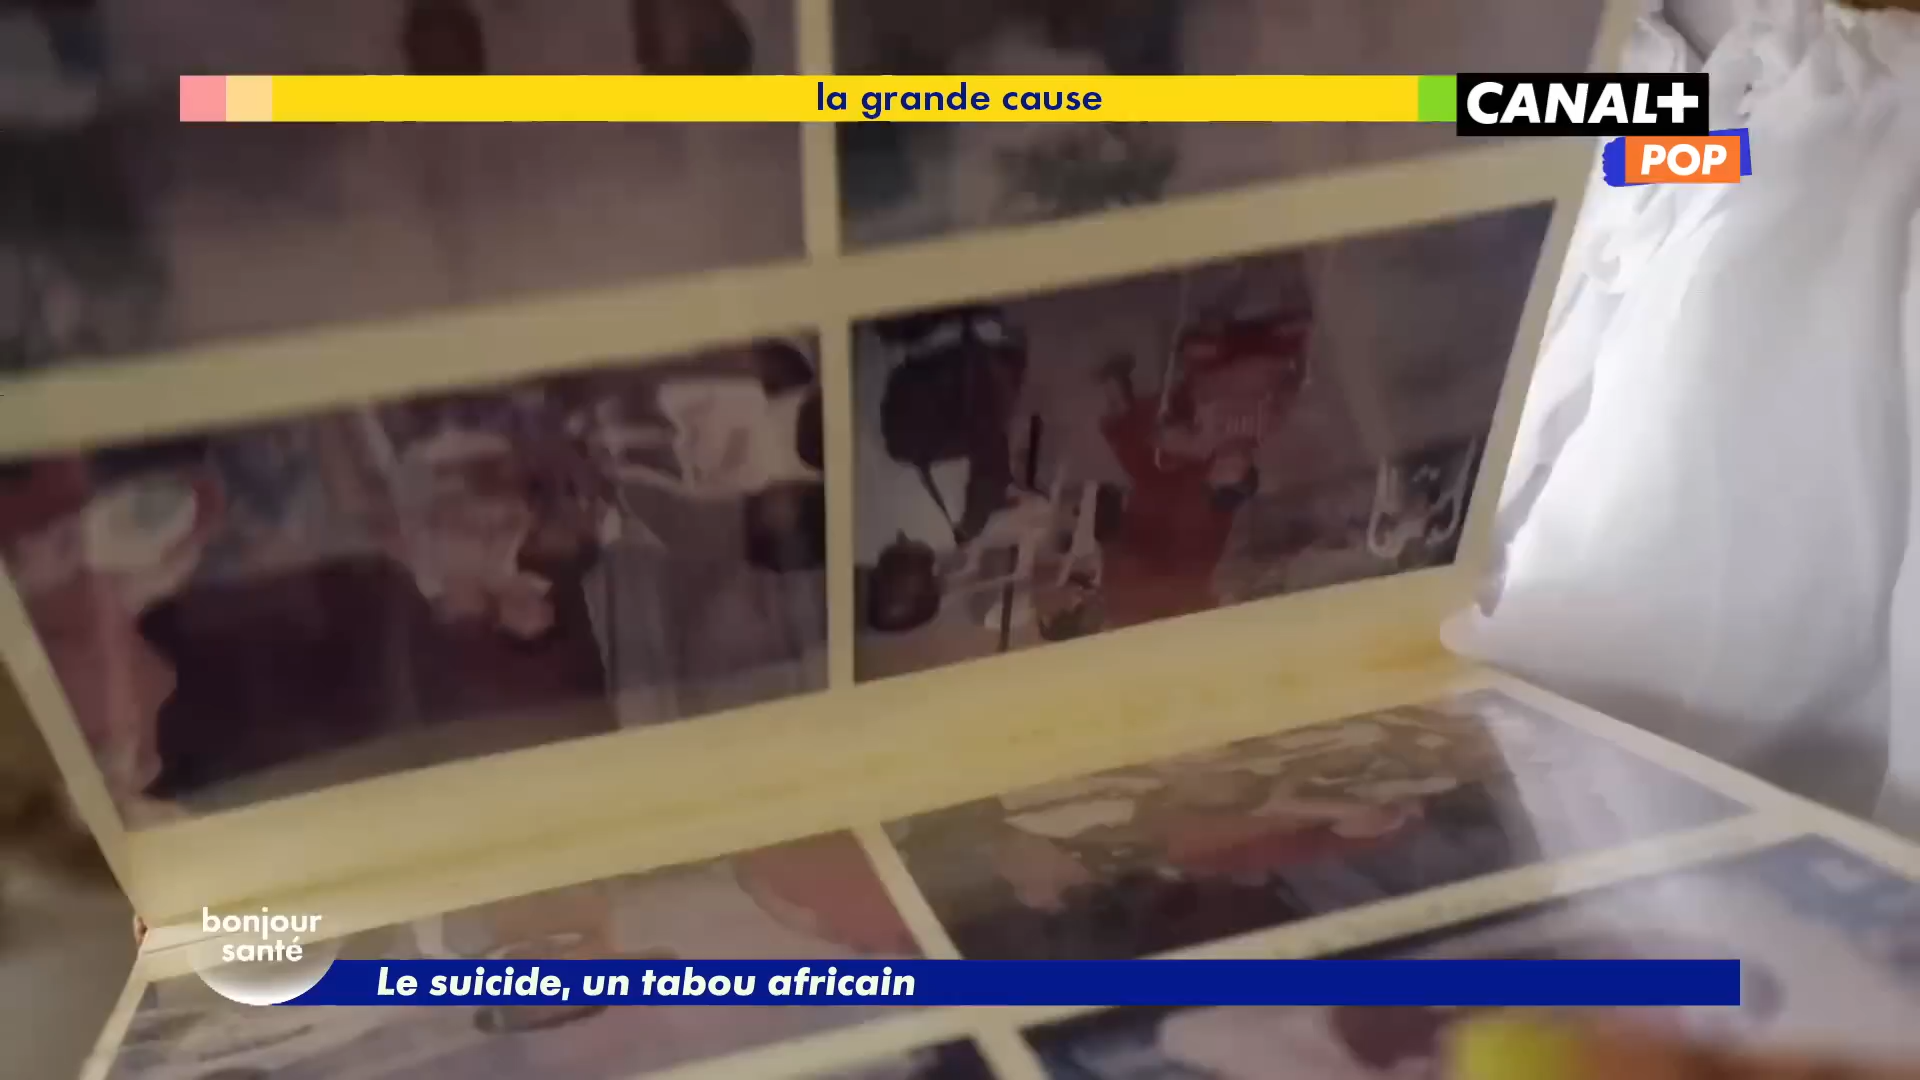 la grande cause
CANAL+
POP
bonjour
santé
Le suicide, un tabou africain